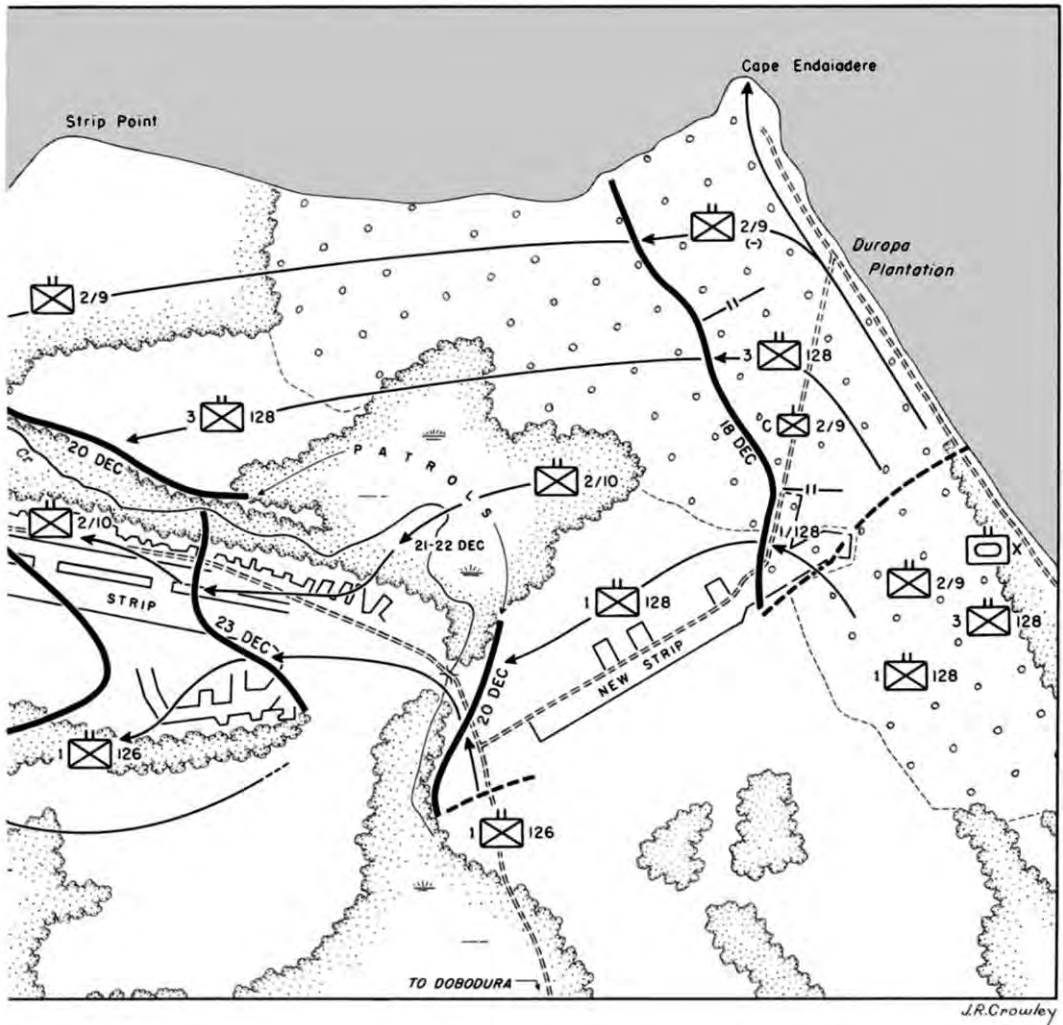 Cape Endaiadere
Strip Point
2/9
(-)
Duropa
Plantation
2/9
3 128
3 128
18 DEC
C 2/9
20 DEC
Cr
PATROLS
2/10
2/10
21-22 DEC
1/128
X
2/9
STRIP
1 128
3 128
23 DEC
NEW STRIP
20 DEC
1 128
1 126
1 126
TO DOBODURA
J.R.Crowley